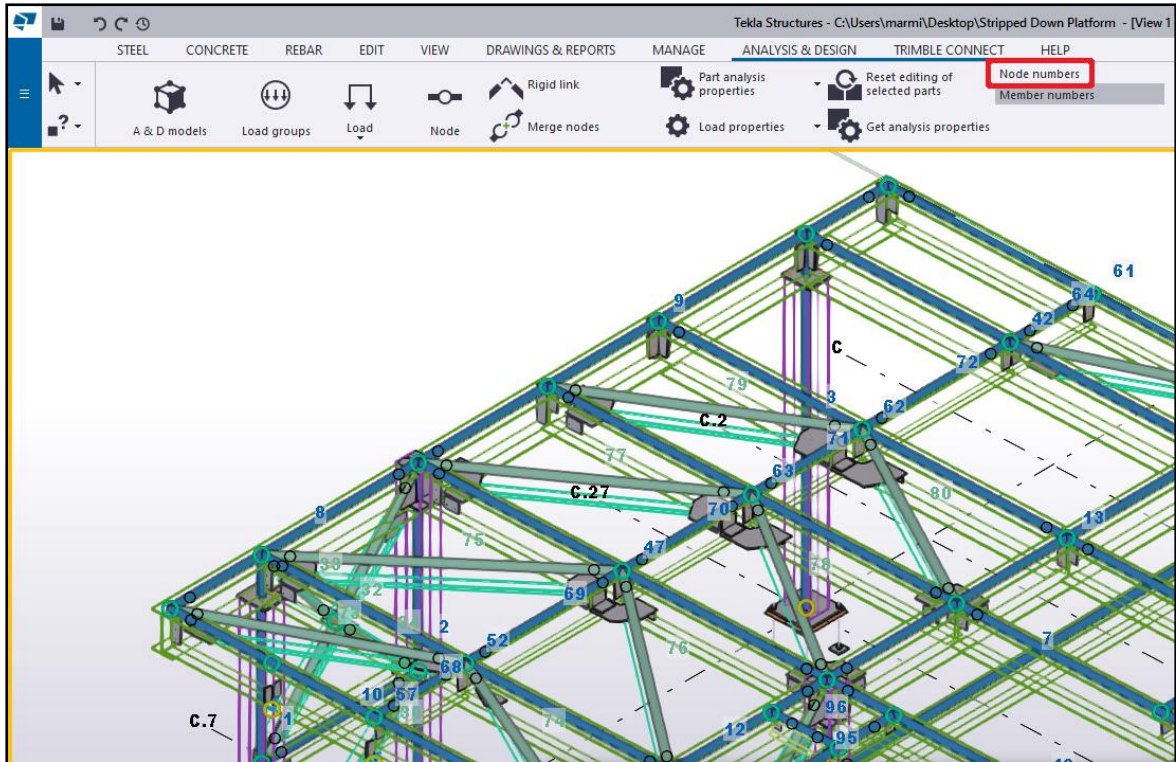 Tekla Structures - C:\Users\marmi\Desktop\Stripped Down Platform - [View 1
STEEL CONCRETE REBAR EDIT VIEW DRAWINGS & REPORTS MANAGE ANALYSIS & DESIGN TRIMBLE CONNECT HELP
A & D models
Load groups
Load
Node
Rigid link
Merge nodes
Part analysis
properties
Load properties
Reset editing of
selected parts
Get analysis properties
Node numbers
Member numbers
61
64
9
42
C
72
79
3
62
C.2
71
77
63
C.27
80
8
70
13
75
47
38
78
32
69
73
2
52
76
7
68
10
57
96
C.7
1
74
12
95